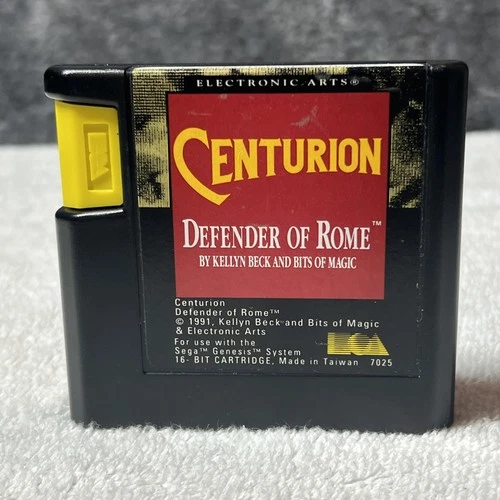 ELECTRONIC ARTS®
CENTURION
DEFENDER OF ROME™
BY KELLYN BECK AND BITS OF MAGIC
Centurion
Defender of Rome™
© 1991, Kellyn Beck and Bits of Magic
& Electronic Arts
For use with the
Sega™ Genesis™ System
16- BIT CARTRIDGE, Made in Taiwan 7025
EA